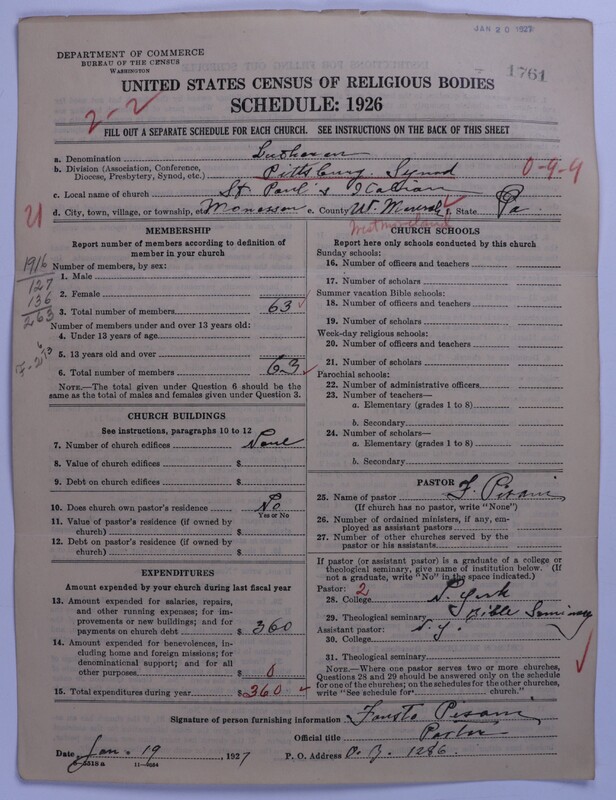 JAN 20 1927
1761
DEPARTMENT OF COMMERCE
BUREAU OF THE CENSUS
WASHINGTON
UNITED STATES CENSUS OF RELIGIOUS BODIES
SCHEDULE: 1926
2-2
FILL OUT A SEPARATE SCHEDULE FOR EACH CHURCH. SEE INSTRUCTIONS ON THE BACK OF THIS SHEET
a. Denomination Lutheran
b. Division (Association, Conference, Diocese, Presbytery, Synod, etc.) Pittsburg Synod 0-9-9
c. Local name of church St Paul's Italian
d. City, town, village, or township, etc. Monessen e. County W. Moreland f. State Pa
Westmoreland
MEMBERSHIP
Report number of members according to definition of
member in your church
1916
127
136
263
Number of members, by sex:
1. Male
2. Female
3. Total number of members 63
Number of members under and over 13 years old:
4. Under 13 years of age
5. 13 years old and over
6. Total number of members 63
NOTE.—The total given under Question 6 should be the
same as the total of males and females given under Question 3.
CHURCH BUILDINGS
See instructions, paragraphs 10 to 12
7. Number of church edifices None
8. Value of church edifices $
9. Debt on church edifices $
10. Does church own pastor's residence No
Yes or No
11. Value of pastor's residence (if owned by
church) $
12. Debt on pastor's residence (if owned by
church) $
EXPENDITURES
Amount expended by church during last fiscal year
13. Amount expended for salaries, repairs,
and other running expenses; for im-
provements or new buildings; and for
payments on church debt $ 360
14. Amount expended for benevolences, in-
cluding home and foreign missions; for
denominational support; and for all
other purposes $ 0
15. Total expenditures during year $ 360
CHURCH SCHOOLS
Report here only schools conducted by this church
Sunday schools:
16. Number of officers and teachers
17. Number of scholars
Summer vacation Bible schools:
18. Number of officers and teachers
19. Number of scholars
Week-day religious schools:
20. Number of officers and teachers
21. Number of scholars
Parochial schools:
22. Number of administrative officers
23. Number of teachers—
a. Elementary (grades 1 to 8)
b. Secondary
24. Number of scholars—
a. Elementary (grades 1 to 8)
b. Secondary
PASTOR
25. Name of pastor F. Pisani
(If church has no pastor, write "None")
26. Number of ordained ministers, if any, em-
ployed as assistant pastors
27. Number of other churches served by the
pastor or his assistants
If pastor (or assistant pastor) is a graduate of a college or
theological seminary, give name of institution below. (If
not a graduate, write "No" in the space indicated.)
Pastor: 2
28. College
29. Theological seminary Bible Seminary
Assistant pastor: N.Y.
30. College
31. Theological seminary
NOTE.—Where one pastor serves two or more churches,
Questions 28 and 29 should be answered only on the schedule
for one of the churches; on the schedules for the other churches,
write "See schedule for church."
Signature of person furnishing information Fausto Pisani
Official title Pastor
Date Jan. 19, 1927 P. O. Address P. O. 1286
8-5318 a 11-9584